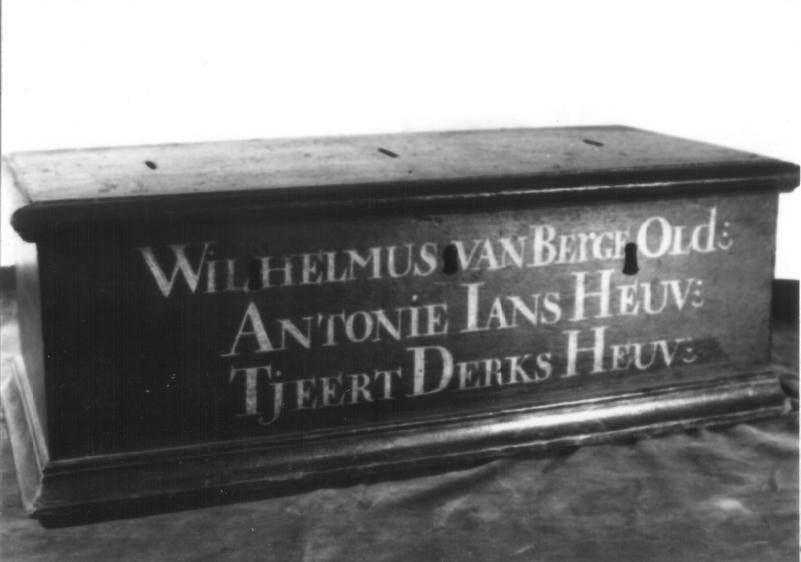 WILHELMUS VAN BERGE OLD:
ANTONIE IANS HEUV:
TJEERT DERKS HEUV: